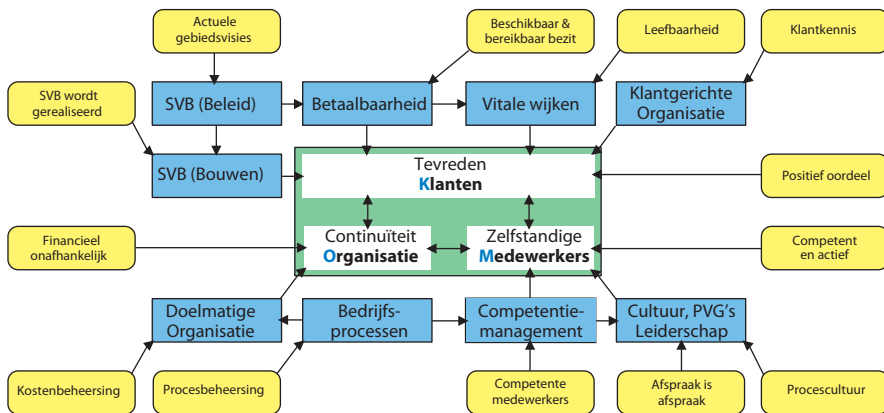 Actuele
gebiedsvisies
Beschikbaar &
bereikbaar bezit
Leefbaarheid
Klantkennis
SVB wordt
gerealiseerd
SVB (Beleid)
Betaalbaarheid
Vitale wijken
Klantgerichte
Organisatie
SVB (Bouwen)
Tevreden
Klanten
Positief oordeel
Financieel
onafhankelijk
Continuïteit
Organisatie
Zelfstandige
Medewerkers
Competent
en actief
Doelmatige
Organisatie
Bedrijfs-
processen
Competentie-
management
Cultuur, PVG's
Leiderschap
Kostenbeheersing
Procesbeheersing
Competente
medewerkers
Afspraak is
afspraak
Procescultuur